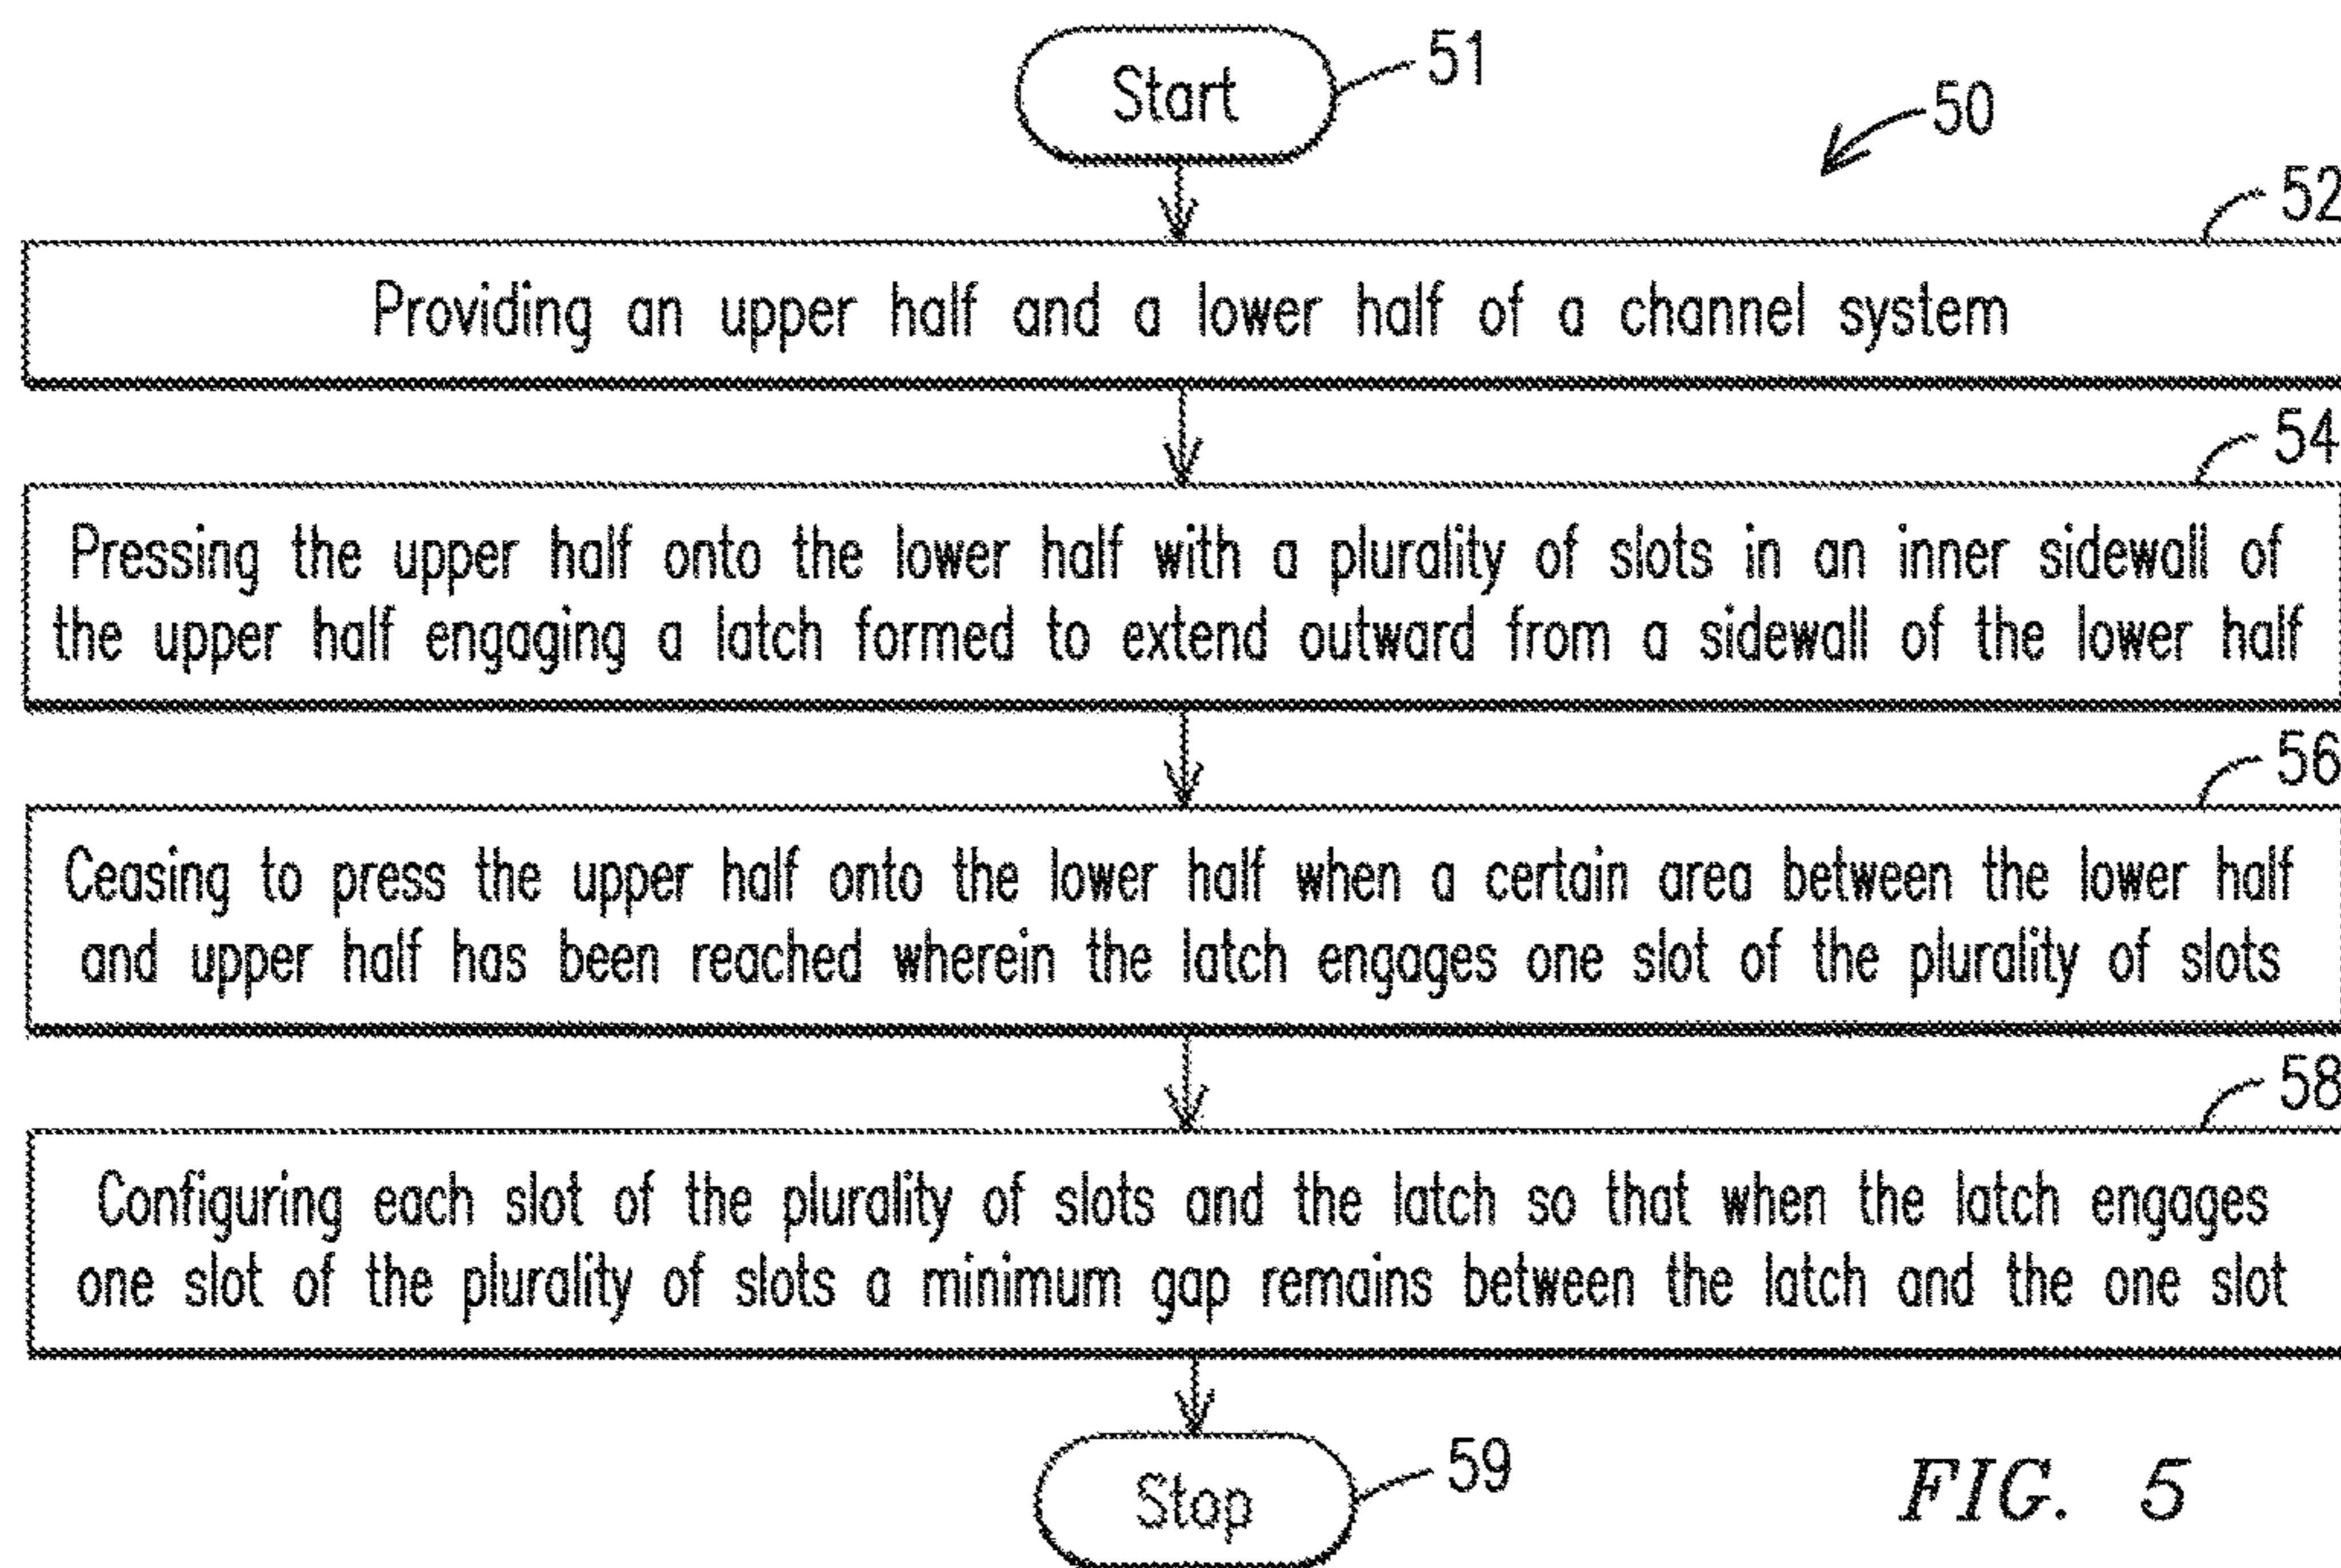 Start
51
50
52
Providing an upper half and a lower half of a channel system
54
Pressing the upper half onto the lower half with a plurality of slots in an inner sidewall of
the upper half engaging a latch formed to extend outward from a sidewall of the lower half
56
Ceasing to press the upper half onto the lower half when a certain area between the lower half
and upper half has been reached wherein the latch engages one slot of the plurality of slots
58
Configuring each slot of the plurality of slots and the latch so that when the latch engages
one slot of the plurality of slots a minimum gap remains between the latch and the one slot
Stop
59
FIG. 5